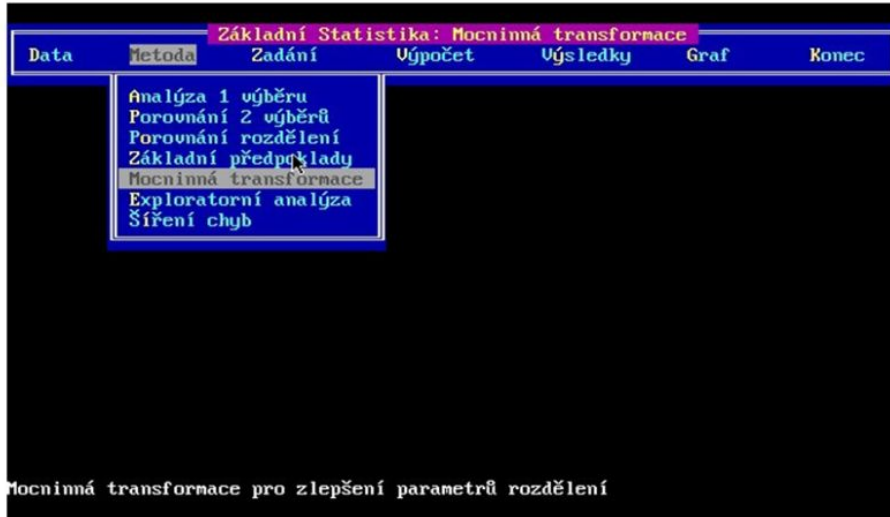 Základní Statistika: Mocninná transformace
Data Metoda Zadání Výpočet Výsledky Graf Konec
Analýza 1 výběru
Porovnání 2 výběrů
Porovnání rozdělení
Základní předpoklady
Mocninná transformace
Exploratorní analýza
Šíření chyb
Mocninná transformace pro zlepšení parametrů rozdělení